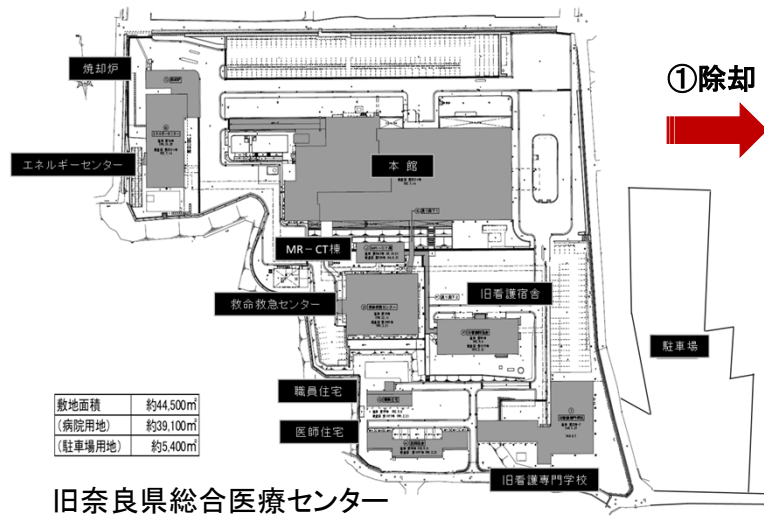 焼却炉
①除却
エネルギーセンター
本館
MR－CT棟
救命救急センター
旧看護宿舎
駐車場
職員住宅
医師住宅
敷地面積 約44,500㎡
(病院用地) 約39,100㎡
(駐車場用地) 約5,400㎡
旧看護専門学校
旧奈良県総合医療センター